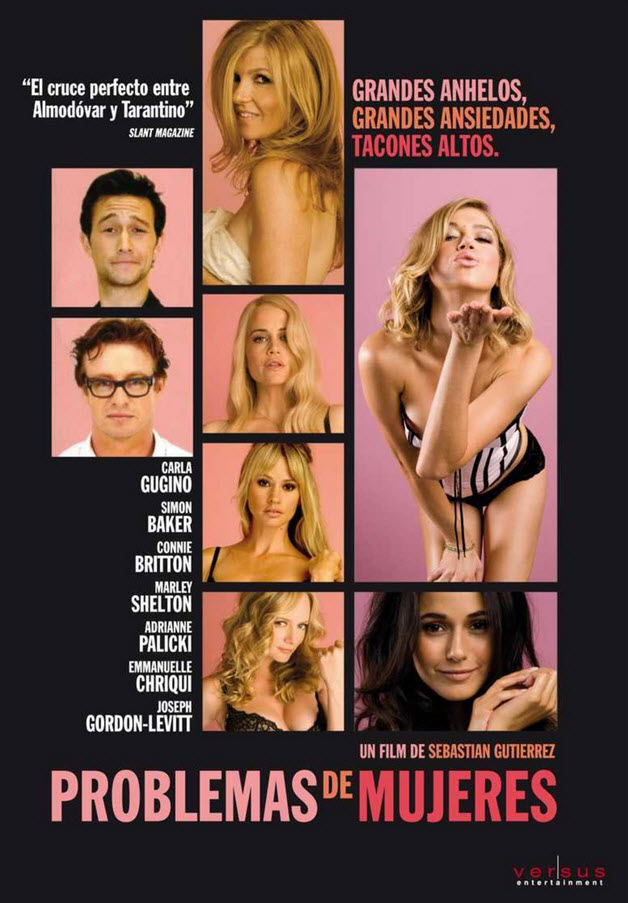 “El cruce perfecto entre
Almodóvar y Tarantino”
SLANT MAGAZINE
GRANDES ANHELOS,
GRANDES ANSIEDADES,
TACONES ALTOS.
CARLA
GUGINO
SIMON
BAKER
CONNIE
BRITTON
MARLEY
SHELTON
ADRIANNE
PALICKI
EMMANUELLE
CHRIQUI
JOSEPH
GORDON-LEVITT
UN FILM DE SEBASTIAN GUTIERREZ
PROBLEMAS DE MUJERES
versus
entertainment